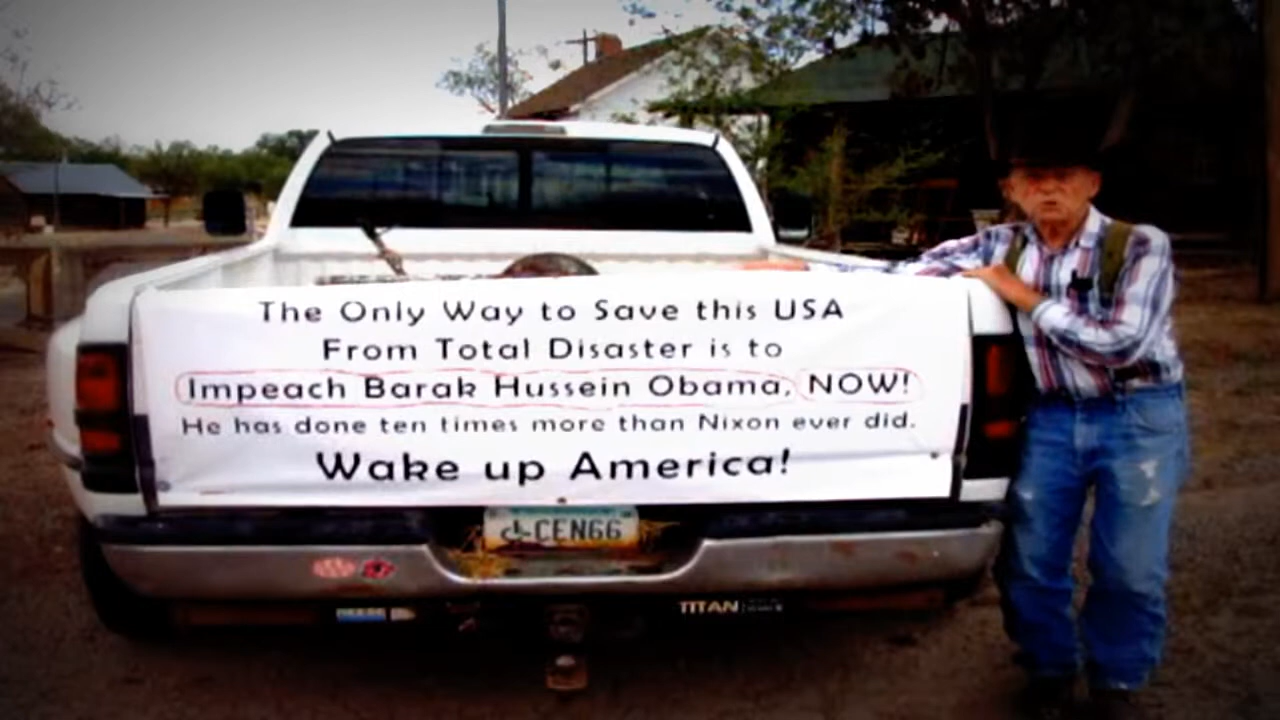 The Only Way to Save this USA
From Total Disaster is to
Impeach Barak Hussein Obama, NOW!
He has done ten times more than Nixon ever did.
Wake up America!
CEN66
TITAN